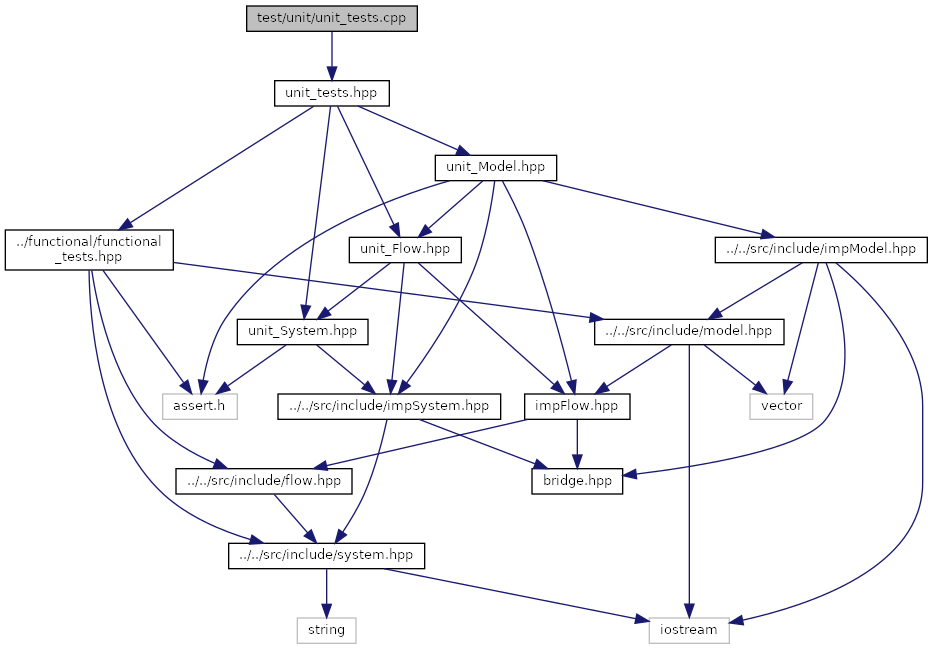 test/unit/unit_tests.cpp
unit_tests.hpp
unit_Model.hpp
../functional/functional
_tests.hpp
unit_Flow.hpp
../../src/include/impModel.hpp
unit_System.hpp
../../src/include/model.hpp
assert.h
../../src/include/impSystem.hpp
impFlow.hpp
vector
../../src/include/flow.hpp
bridge.hpp
../../src/include/system.hpp
string
iostream